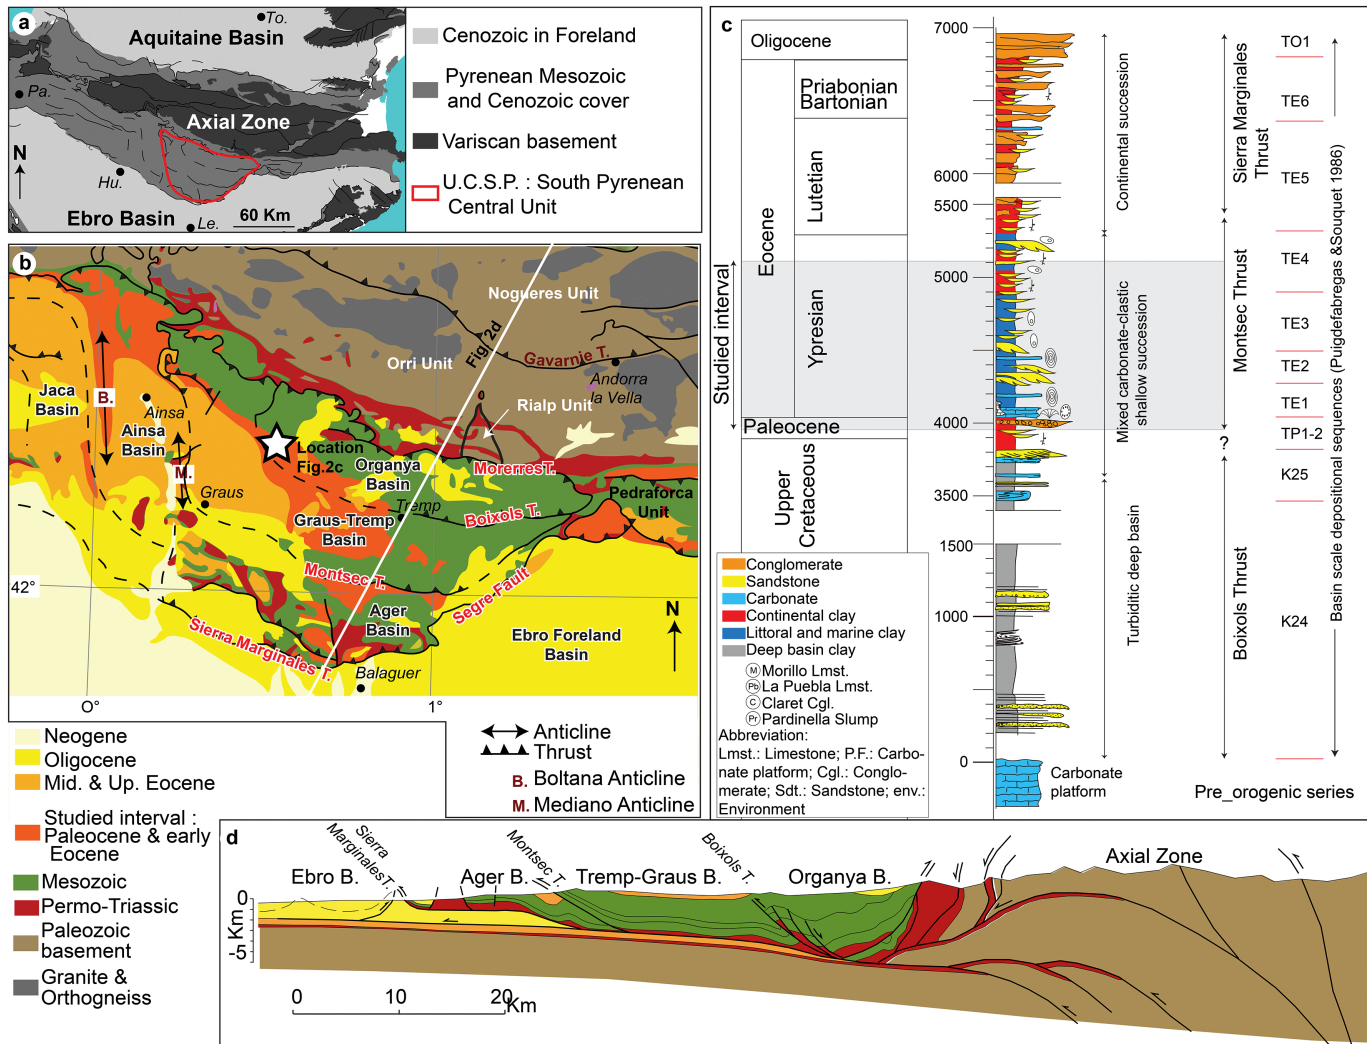 a
To.
Aquitaine Basin
Pa.
Axial Zone
N
Hu.
Ebro Basin
Le.
60 Km
Cenozoic in Foreland
Pyrenean Mesozoic
and Cenozoic cover
Variscan basement
U.C.S.P. : South Pyrenean
Central Unit
b
Nogueres Unit
Fig. 2d
Orri Unit
Gavarnie T.
Andorra
la Vella
Jaca
Basin
B.
Ainsa
Ainsa
Basin
Rialp Unit
Location
Fig.2c
M.
Organya
Basin
Morerres T.
Graus
Tremp
Pedraforca
Unit
Graus-Tremp
Basin
Boixols T.
Montsec T.
42°
Ager
Basin
Segre Fault
N
Sierra Marginales T.
Ebro Foreland
Basin
Balaguer
O°
1°
Neogene
Oligocene
Mid. & Up. Eocene
Studied interval :
Paleocene & early
Eocene
Mesozoic
Permo-Triassic
Paleozoic
basement
Granite &
Orthogneiss
Anticline
Thrust
B. Boltana Anticline
M. Mediano Anticline
c
Oligocene
Eocene
Priabonian
Bartonian
Lutetian
Ypresian
Paleocene
Upper
Cretaceous
Studied interval
7000
6000
5500
5000
4000
3500
1500
1000
0
Continental succession
Mixed carbonate-clastic
shallow succession
Turbiditic deep basin
Carbonate
platform
Sierra Marginales
Thrust
Montsec Thrust
?
Boixols Thrust
Pre_orogenic series
TO1
TE6
TE5
TE4
TE3
TE2
TE1
TP1-2
K25
K24
Basin scale depositional sequences (Puigdefabregas &Souquet 1986)
Conglomerate
Sandstone
Carbonate
Continental clay
Littoral and marine clay
Deep basin clay
M Morillo Lmst.
Pb La Puebla Lmst.
C Claret Cgl.
Pr Pardinella Slump
Abbreviation:
Lmst.: Limestone; P.F.: Carbo-
nate platform; Cgl.: Conglo-
merate; Sdt.: Sandstone; env.:
Environment
d
Sierra
Marginales T.
Montsec T.
Boixols T.
Axial Zone
Ebro B.
Ager B.
Tremp-Graus B.
Organya B.
0
Km
-5
0
10
20
Km